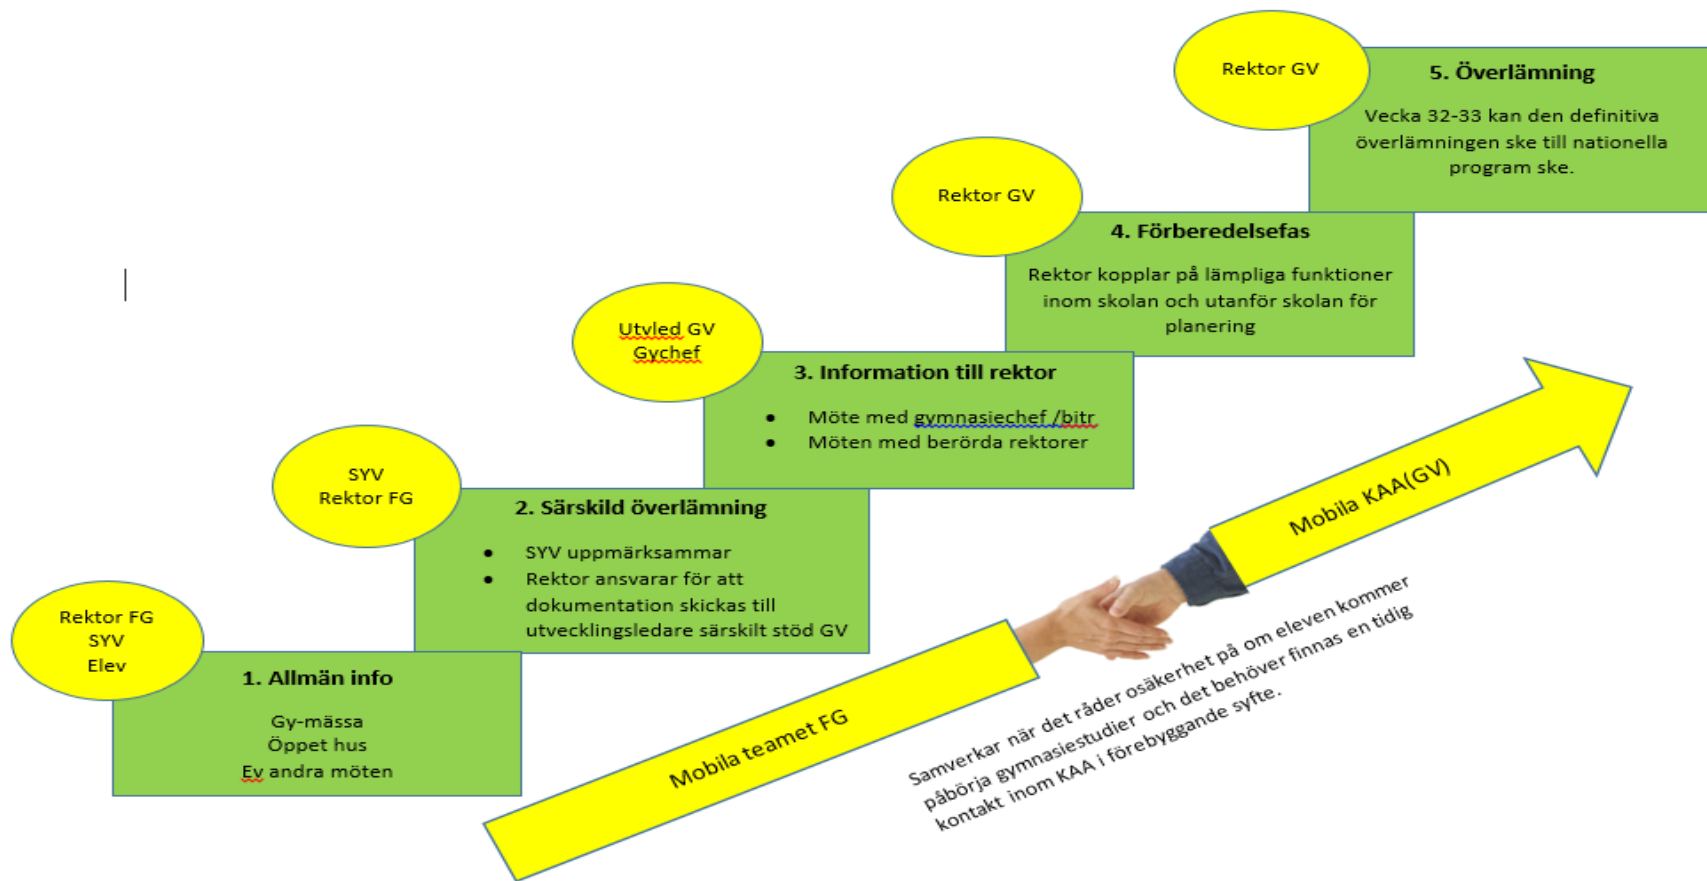 Rektor FG
SYV
Elev
1. Allmän info
Gy-mässa
Öppet hus
Ev andra möten
SYV
Rektor FG
2. Särskild överlämning
• SYV uppmärksammar
• Rektor ansvarar för att
dokumentation skickas till
utvecklingsledare särskilt stöd GV
Utvled GV
Gychef
3. Information till rektor
• Möte med gymnasiechef /bitr
• Möten med berörda rektorer
Rektor GV
4. Förberedelsefas
Rektor kopplar på lämpliga funktioner
inom skolan och utanför skolan för
planering
Rektor GV
5. Överlämning
Vecka 32-33 kan den definitiva
överlämningen ske till nationella
program ske.
Mobila teamet FG
Mobila KAA(GV)
Samverkar när det råder osäkerhet på om eleven kommer
påbörja gymnasiestudier och det behöver finnas en tidig
kontakt inom KAA i förebyggande syfte.